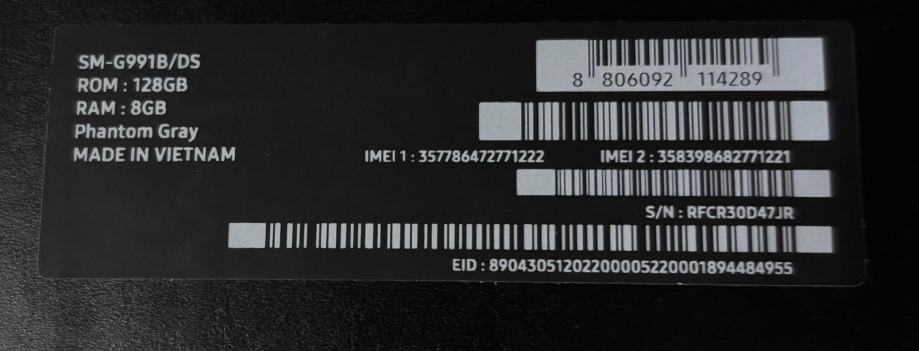 SM-G991B/DS
ROM : 128GB
RAM : 8GB
Phantom Gray
MADE IN VIETNAM
8 806092 114289
IMEI 1 : 357786472771222 IMEI 2 : 358398682771221
S/N : RFCR30D47JR
EID : 89043051202200005220001894484955